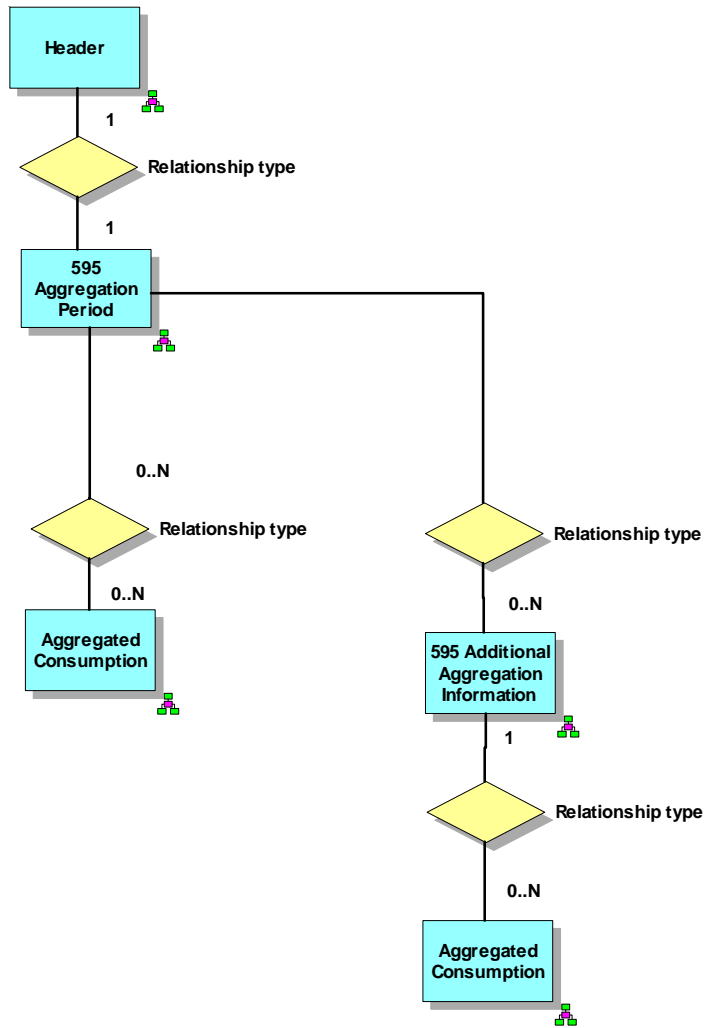 Header
1
Relationship type
1
595
Aggregation
Period
0..N
Relationship type
Relationship type
0..N
0..N
Aggregated
Consumption
595 Additional
Aggregation
Information
1
Relationship type
0..N
Aggregated
Consumption